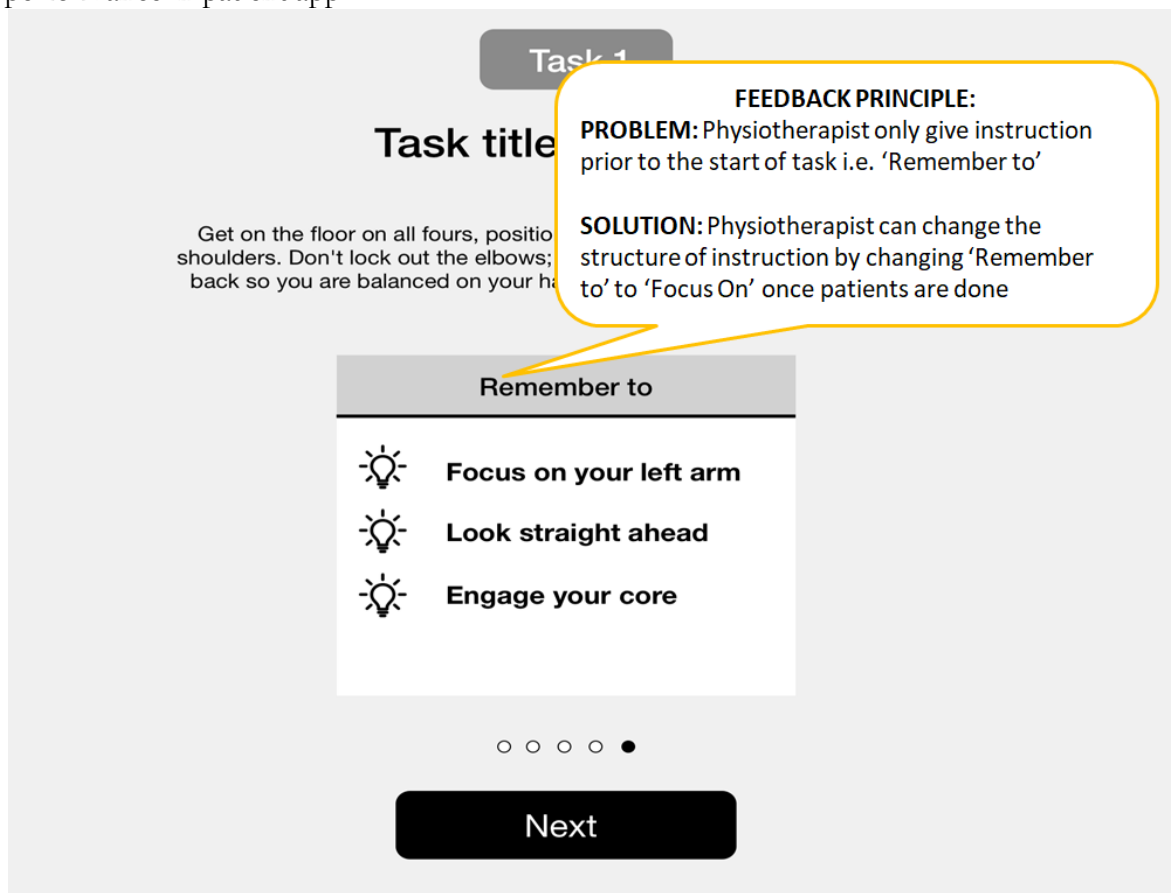 Task 1
FEEDBACK PRINCIPLE:
PROBLEM: Physiotherapist only give instruction
prior to the start of task i.e. 'Remember to'
SOLUTION: Physiotherapist can change the
structure of instruction by changing 'Remember
to' to 'Focus On' once patients are done
Task title
Get on the floor on all fours,
shoulders. Don't lock out the elbows;
back so you are balanced on your
Remember to
Focus on your left arm
Look straight ahead
Engage your core
Next